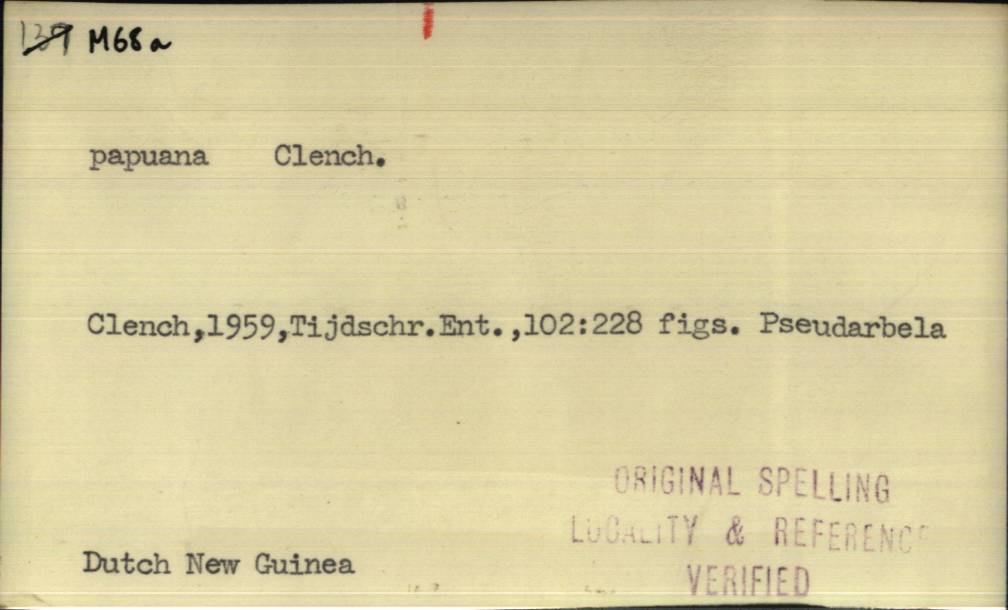 139 M68a
papuana Clench.
Clench,1959,Tijdschr.Ent.,102:228 figs. Pseudarbela
ORIGINAL SPELLING
LOCALITY & REFERENCE
Dutch New Guinea
VERIFIED